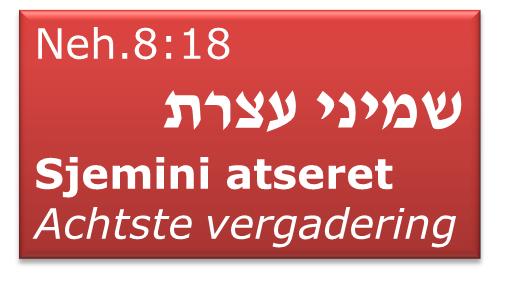 Neh.8:18
שמיני עצרת
Sjemini atseret
Achtste vergadering